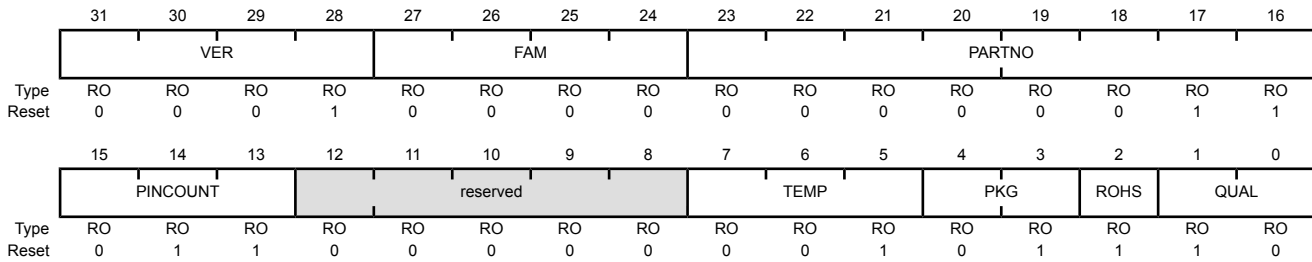 31 30 29 28 27 26 25 24 23 22 21 20 19 18 17 16
VER FAM PARTNO
Type RO RO RO RO RO RO RO RO RO RO RO RO RO RO RO RO
Reset 0 0 0 1 0 0 0 0 0 0 0 0 0 0 1 1
15 14 13 12 11 10 9 8 7 6 5 4 3 2 1 0
PINCOUNT reserved TEMP PKG ROHS QUAL
Type RO RO RO RO RO RO RO RO RO RO RO RO RO RO RO RO
Reset 0 1 1 0 0 0 0 0 0 0 1 0 1 1 1 0